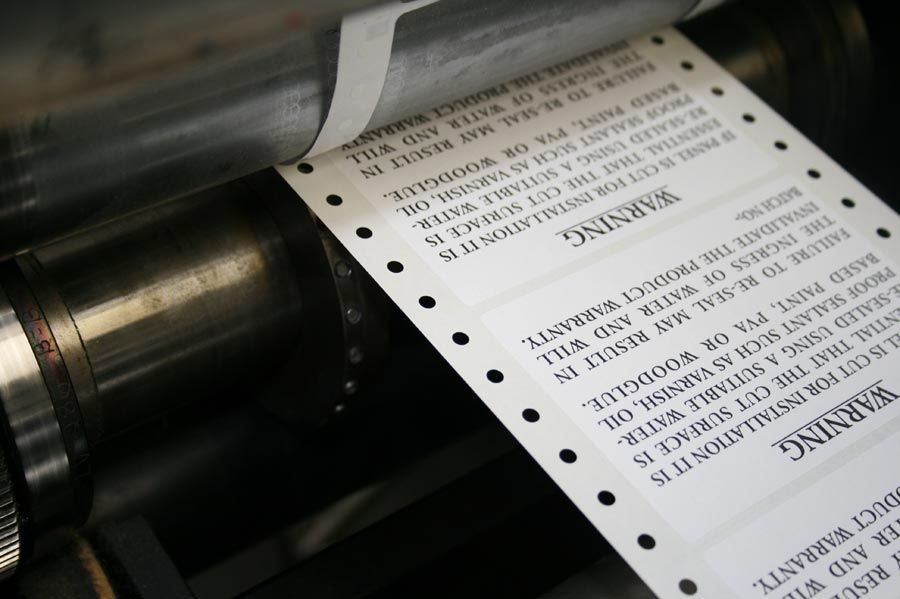 Y RESUL
ER AND WI
DUCT WARRANTY.
WARNING
NEL IS CUT FOR INSTALLATION IT IS
ENTIAL THAT THE CUT SURFACE IS
E-SEALED USING A SUITABLE WATER-
PROOF SEALANT SUCH AS VARNISH, OIL
BASED PAINT, PVA OR WOODGLUE.
FAILURE TO RE-SEAL MAY RESULT IN
THE INGRESS OF WATER AND WILL
INVALIDATE THE PRODUCT WARRANTY.
BATCH NO.-
WARNING
IF PANEL IS CUT FOR INSTALLATION IT IS
ESSENTIAL THAT THE CUT SURFACE IS
RE-SEALED USING A SUITABLE WATER-
PROOF SEALANT SUCH AS VARNISH, OIL
BASED PAINT, PVA OR WOODGLUE.
FAILURE TO RE-SEAL MAY RESULT IN
THE INGRESS OF WATER AND WILL
INVALIDATE THE PRODUCT WARRANTY